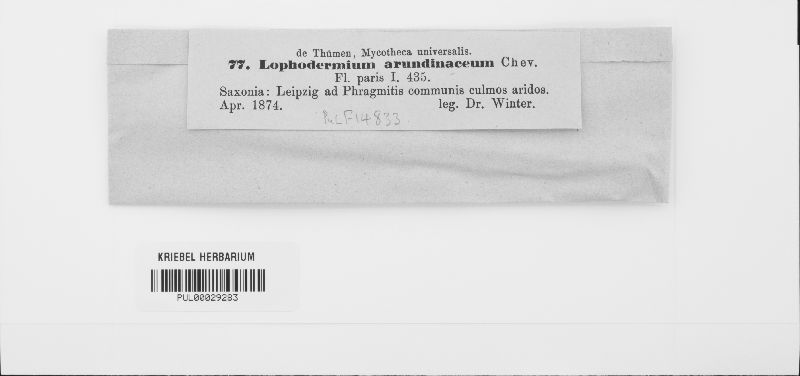 de Thümen, Mycotheca universalis.
77. Lophodermium arundinaceum Chev.
Fl. paris I. 435.
Saxonia: Leipzig ad Phragmitis communis culmos aridos.
Apr. 1874. leg. Dr. Winter.
PulF14833
KRIEBEL HERBARIUM
PUL00029283